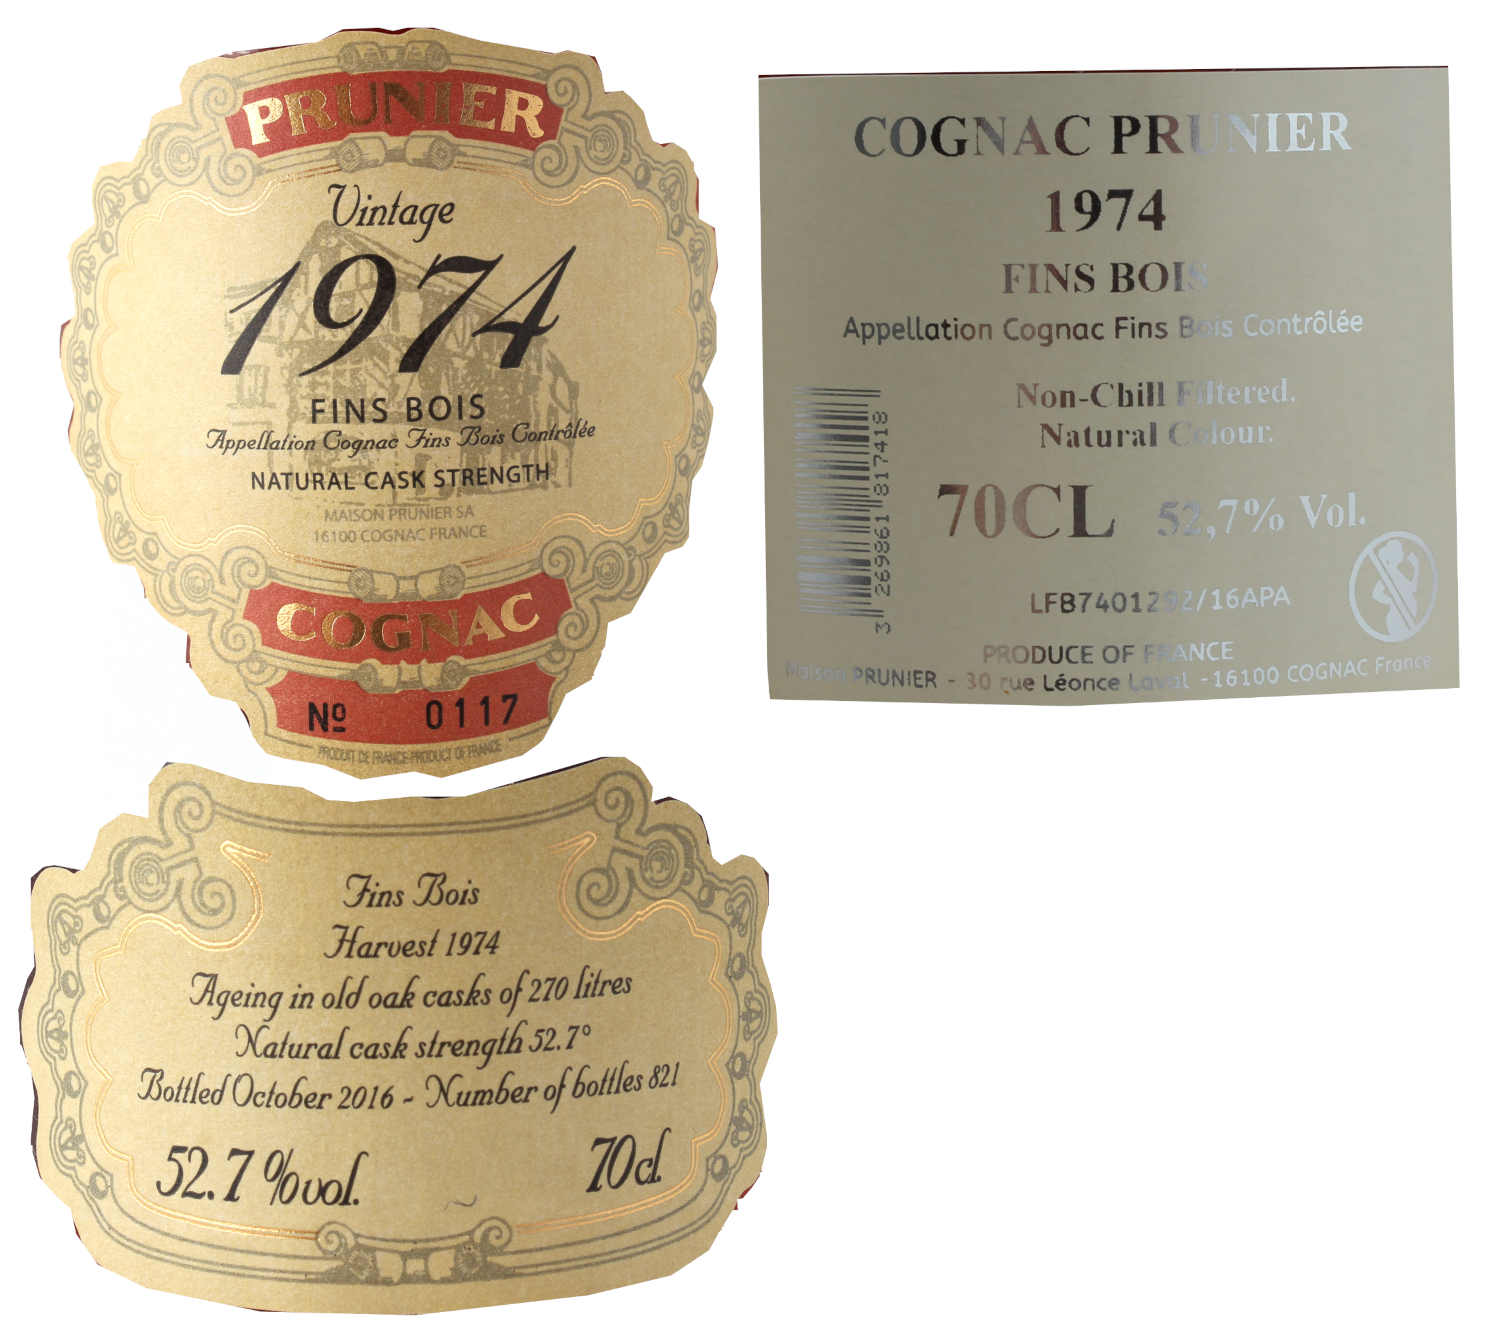 PRUNIER
Vintage
1974
FINS BOIS
Appellation Cognac Fins Bois Contrôlée
NATURAL CASK STRENGTH
MAISON PRUNIER SA
16100 COGNAC FRANCE
COGNAC
Nº 0117
PRODUIT DE FRANCE-PRODUCT OF FRANCE
Fins Bois
Harvest 1974
Ageing in old oak casks of 270 litres
Natural cask strength 52.7°
Bottled October 2016 - Number of bottles 821
52.7 %vol. 70cl.
COGNAC PRUNIER
1974
FINS BOIS
Appellation Cognac Fins Bois Contrôlée
Non-Chill Filtered.
Natural Colour.
70CL 52,7% Vol.
3 269861 817418
LFB7401292/16APA
PRODUCE OF FRANCE
Maison PRUNIER - 30 rue Léonce Laval - 16100 COGNAC France